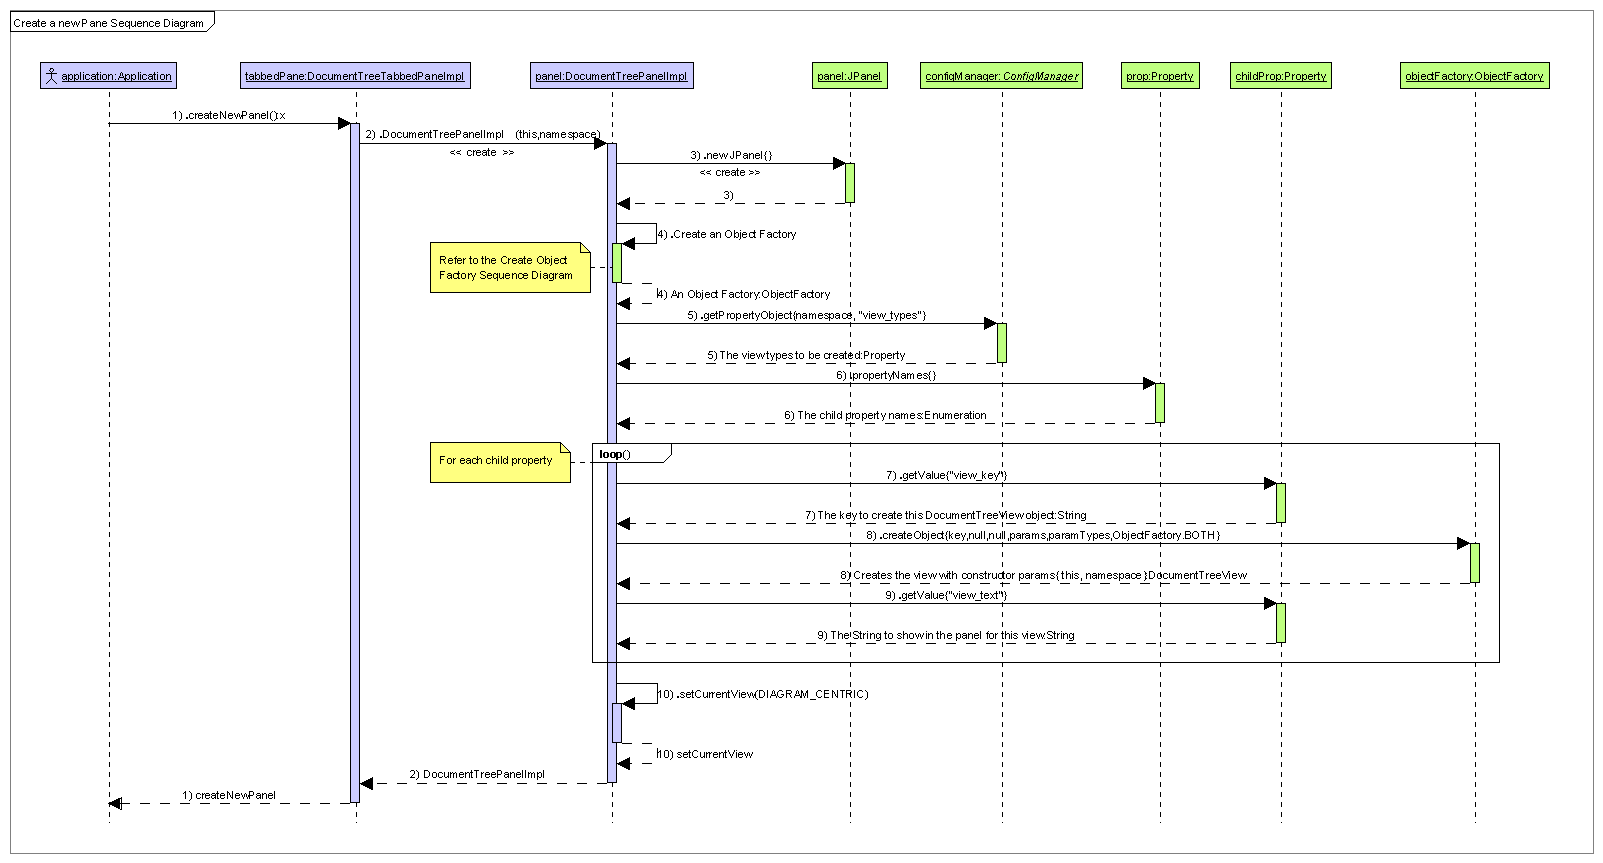 Create a new Pane Sequence Diagram
application:Application
tabbedPane:DocumentTreeTabbedPaneImpl
panel:DocumentTreePanelImpl
panel:JPanel
configManager: ConfigManager
prop:Property
childProp:Property
objectFactory:ObjectFactory
1) .createNewPanel():x
2) .DocumentTreePanelImpl (this,namespace)
<< create >>
3) .new JPanel{}
<< create >>
3)
4) .Create an Object Factory
Refer to the Create Object
Factory Sequence Diagram
4) An Object Factory:ObjectFactory
5) .getPropertyObject{namespace, "view_types"}
5) The view types to be created:Property
6) .propertyNames{}
6) The child property names:Enumeration
For each child property
loop()
7) .getValue{"view_key"}
7) The key to create this DocumentTreeView object:String
8) .createObject{key,null,null,params,paramTypes,ObjectFactory.BOTH}
8) Creates the view with constructor params{this, namespace}:DocumentTreeView
9) .getValue{"view_text"}
9) The String to show in the panel for this view:String
10) .setCurrentView(DIAGRAM_CENTRIC)
10) setCurrentView
2) DocumentTreePanelImpl
1) createNewPanel